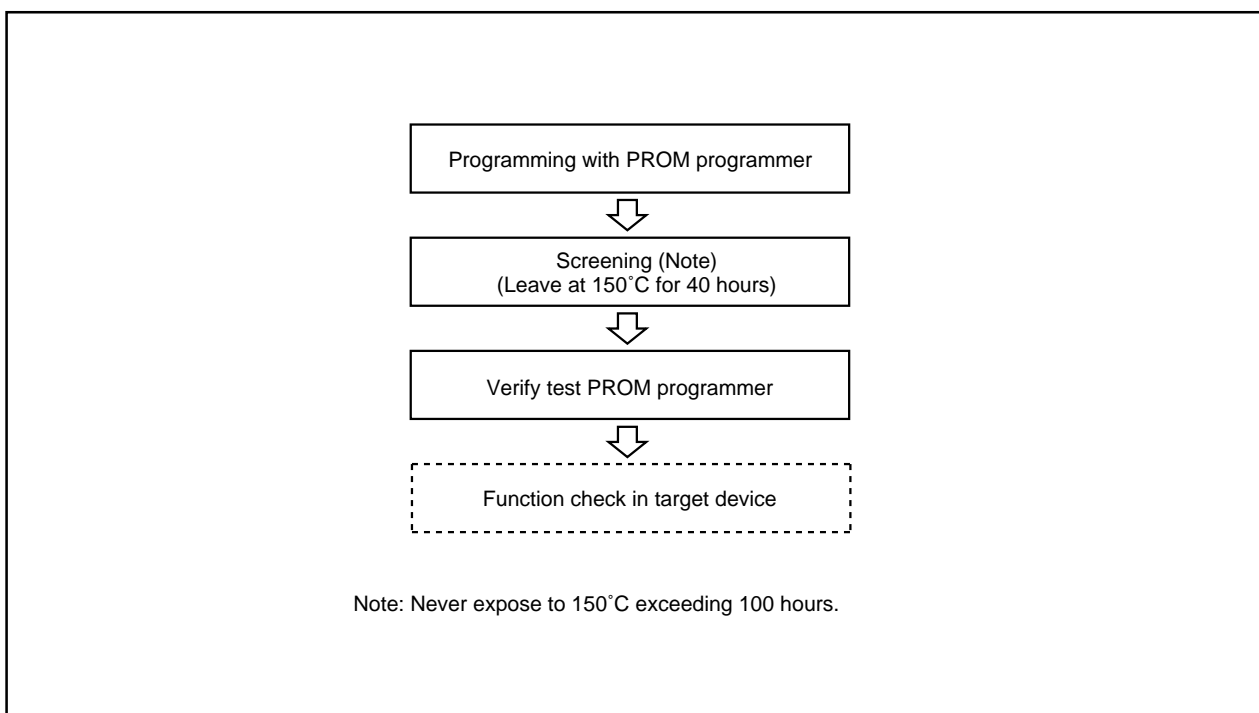 Programming with PROM programmer
Screening (Note)
(Leave at 150˚C for 40 hours)
Verify test PROM programmer
Function check in target device
Note: Never expose to 150˚C exceeding 100 hours.